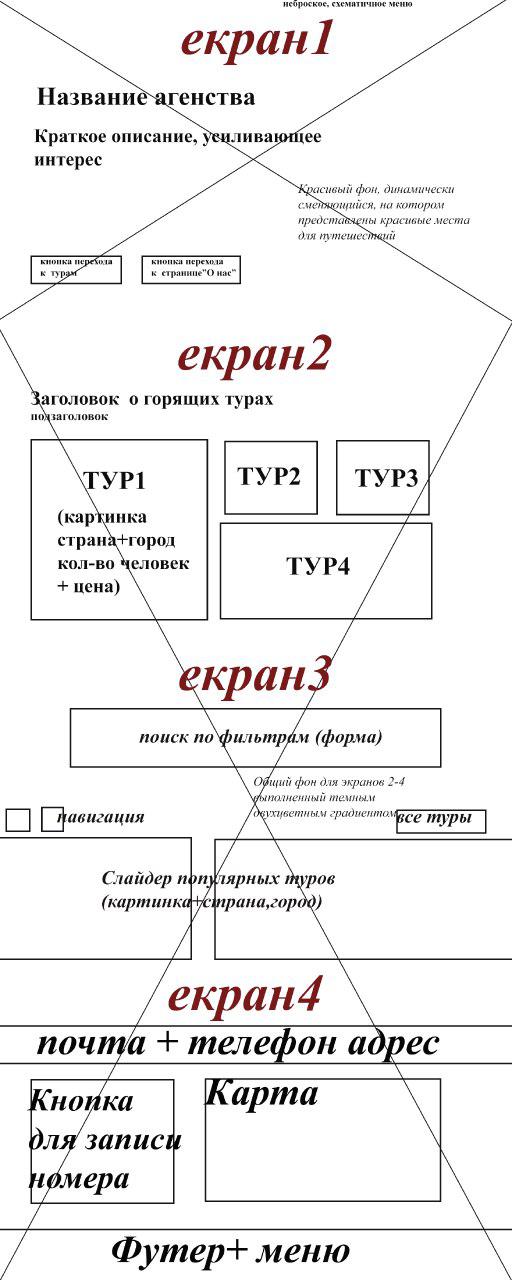 неброское, схематичное меню
екран1
Название агенства
Краткое описание, усиливающее
интерес
Красивый фон, динамически
сменяющийся, на котором
представлены красивые места
для путешествий
кнопка перехода
к турам
кнопка перехода
к странице"О нас"
екран2
Заголовок о горящих турах
подзаголовок
ТУР1
(картинка
страна+город
кол-во человек
+ цена)
ТУР2
ТУР3
ТУР4
екран3
поиск по фильтрам (форма)
Общий фон для экранов 2-4
выполненный темным
двухцветным градиентом
навигация
все туры
Слайдер популярных туров
(картинка+страна,город)
екран4
почта + телефон адрес
Кнопка
для записи
номера
Карта
Футер+ меню